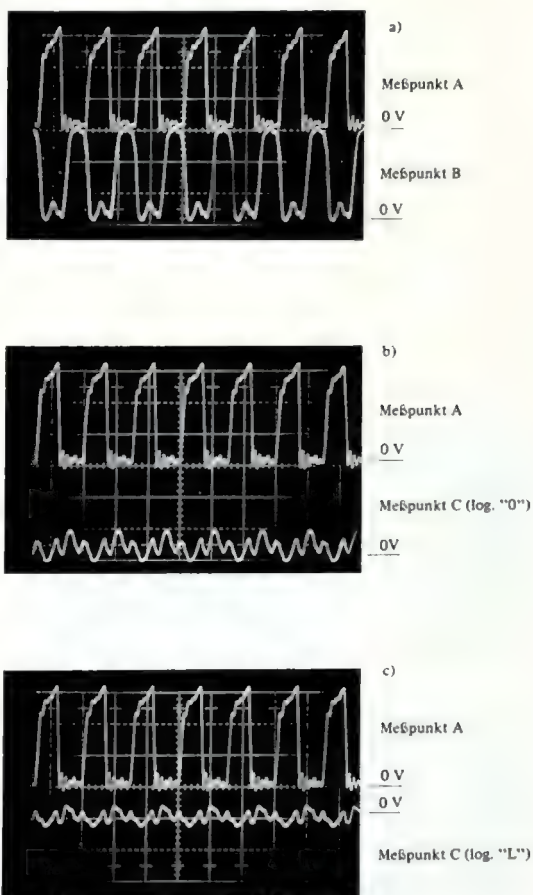 a)
Meßpunkt A
0 V
Meßpunkt B
0 V
b)
Meßpunkt A
0 V
Meßpunkt C (log. "0")
0V
c)
Meßpunkt A
0 V
0 V
Meßpunkt C (log. "L")